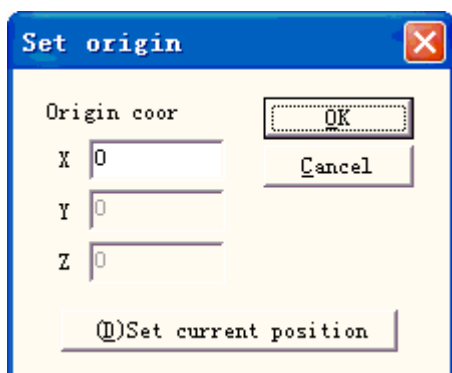 Set origin
Origin coor
OK
X 0
Cancel
Y 0
Z 0
(D)Set current position